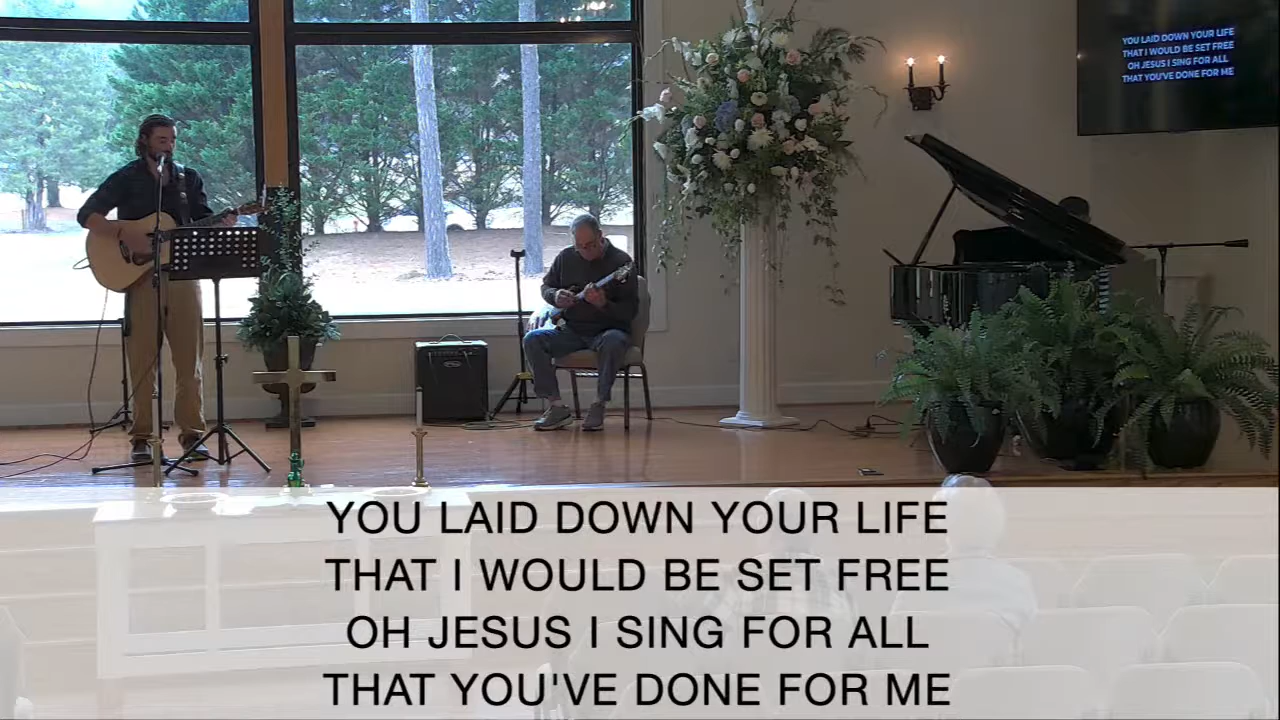 YOU LAID DOWN YOUR LIFE
THAT I WOULD BE SET FREE
OH JESUS I SING FOR ALL
THAT YOU'VE DONE FOR ME
YOU LAID DOWN YOUR LIFE
THAT I WOULD BE SET FREE
OH JESUS I SING FOR ALL
THAT YOU'VE DONE FOR ME